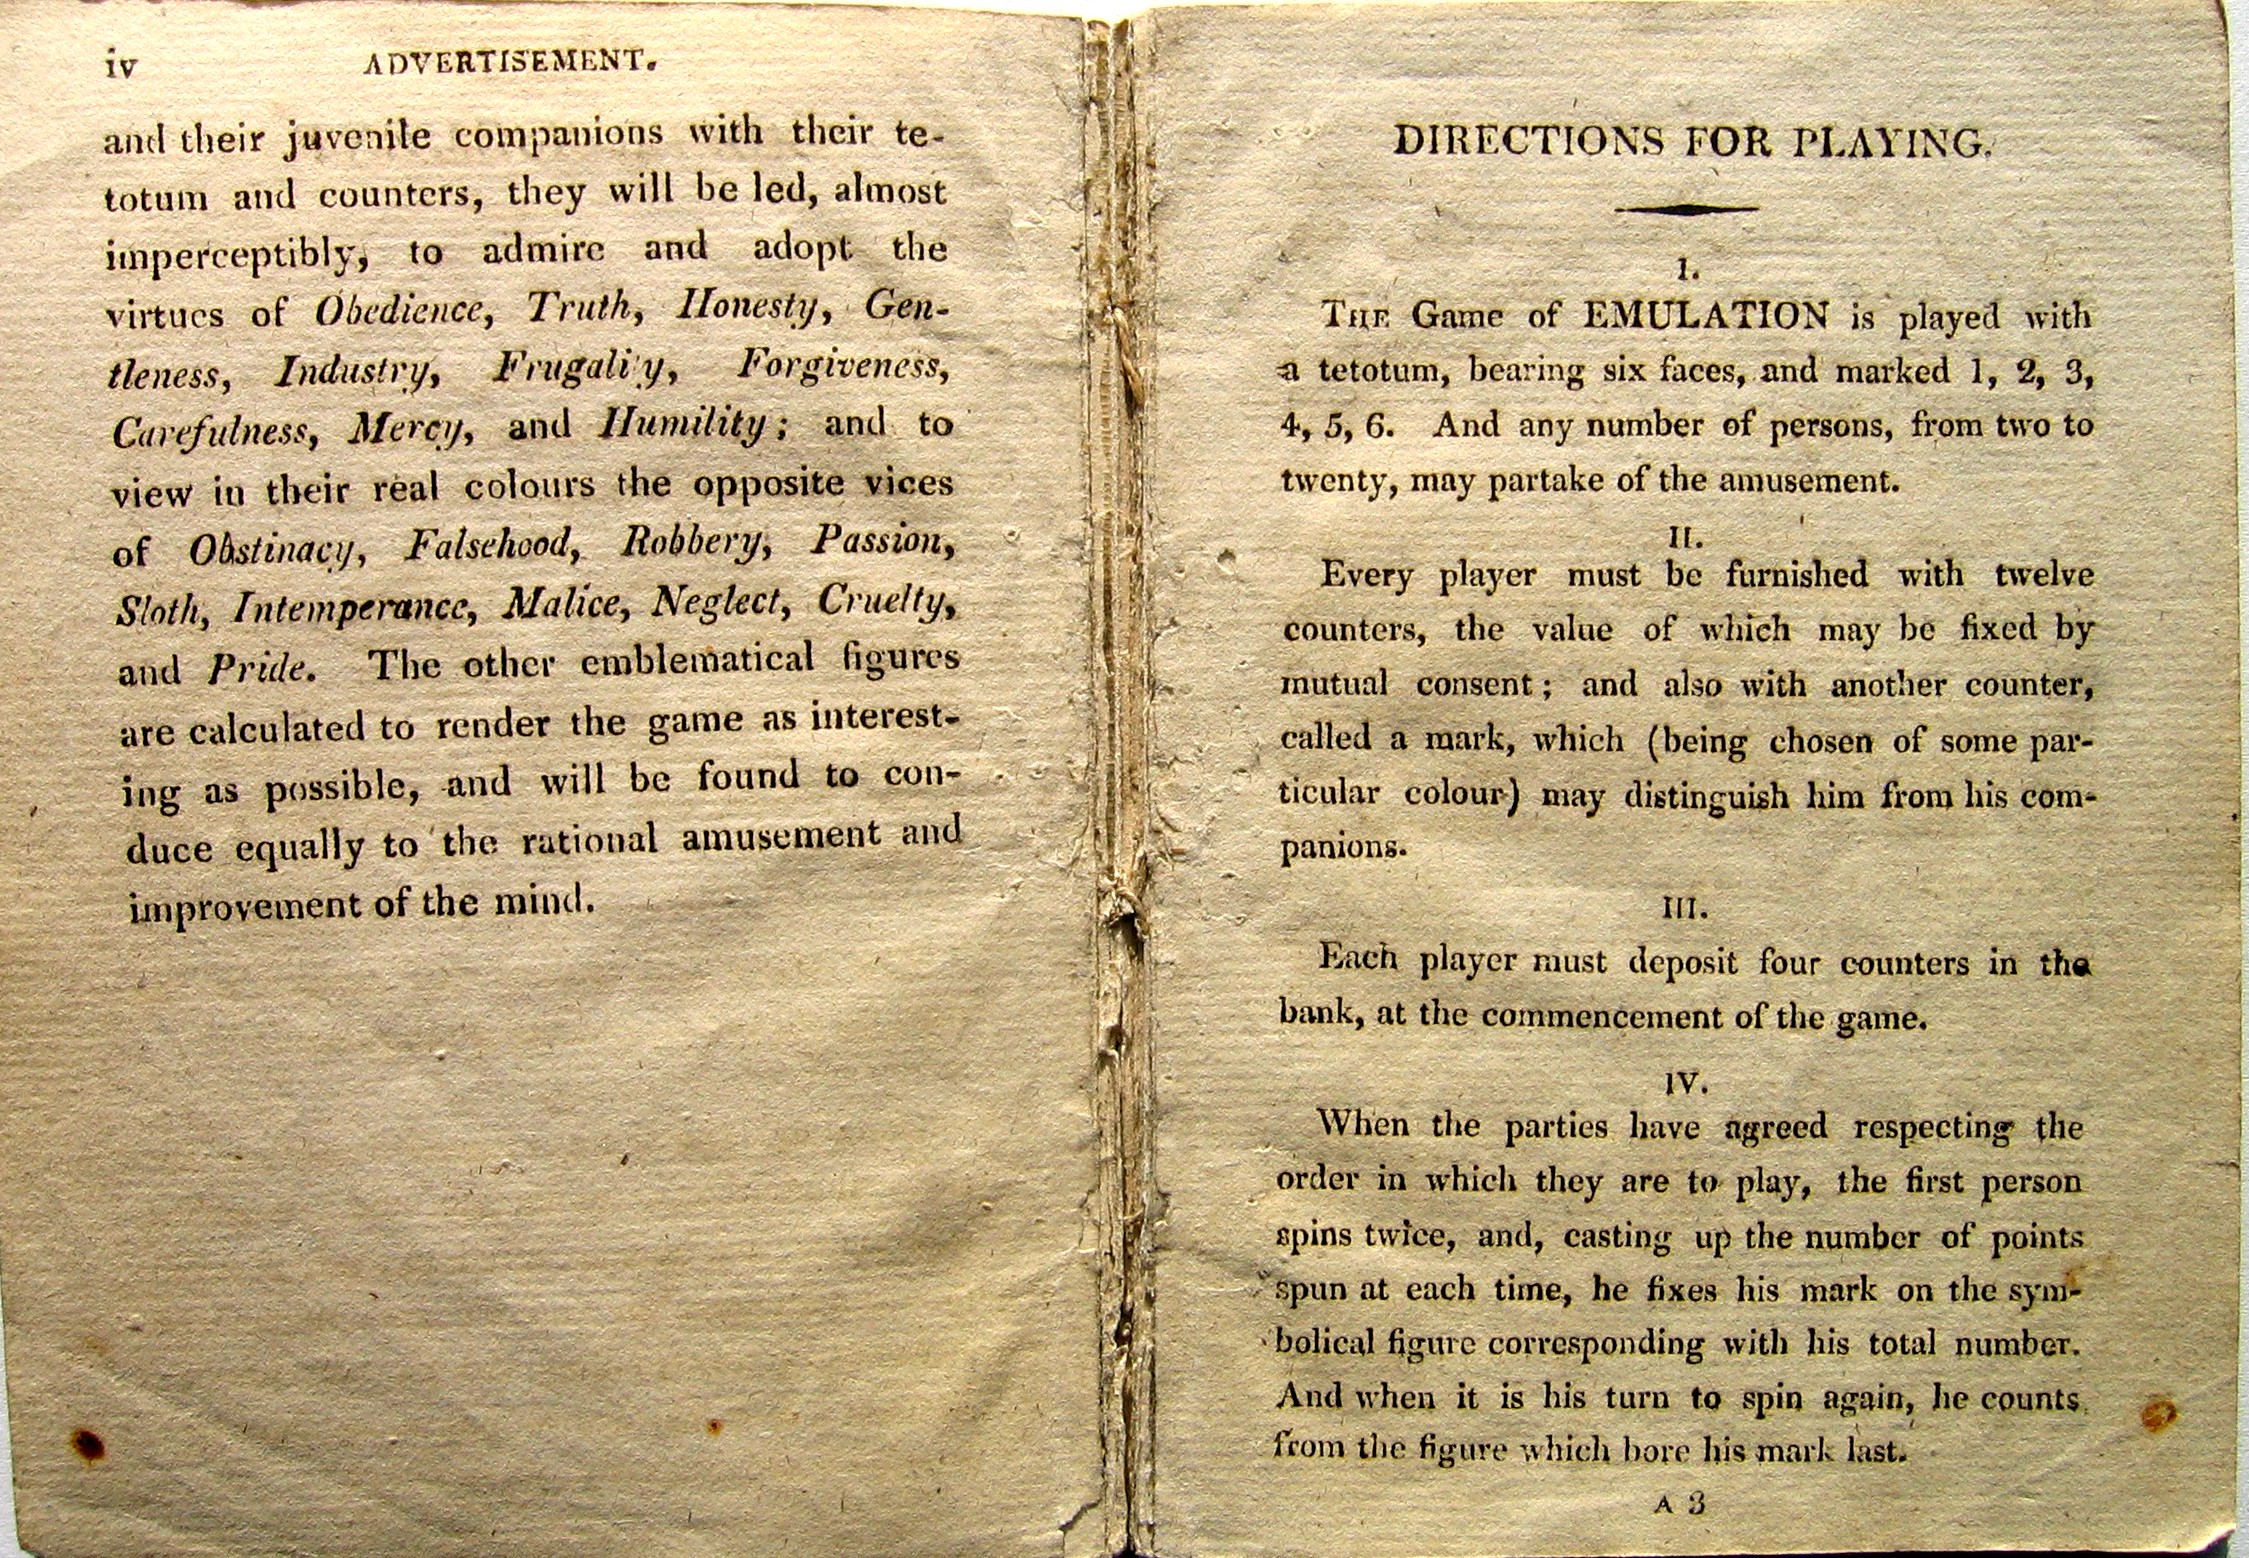 iv ADVERTISEMENT.
and their juvenile companions with their te-
totum and counters, they will be led, almost
imperceptibly, to admire and adopt the
virtues of Obedience, Truth, Honesty, Gen-
tleness, Industry, Frugality, Forgiveness,
Carefulness, Mercy, and Humility; and to
view in their real colours the opposite vices
of Obstinacy, Falsehood, Robbery, Passion,
Sloth, Intemperance, Malice, Neglect, Cruelty,
and Pride. The other emblematical figures
are calculated to render the game as interest-
ing as possible, and will be found to con-
duce equally to the rational amusement and
improvement of the mind.
DIRECTIONS FOR PLAYING.
I.
THE Game of EMULATION is played with
a tetotum, bearing six faces, and marked 1, 2, 3,
4, 5, 6. And any number of persons, from two to
twenty, may partake of the amusement.
II.
Every player must be furnished with twelve
counters, the value of which may be fixed by
mutual consent; and also with another counter,
called a mark, which (being chosen of some par-
ticular colour) may distinguish him from his com-
panions.
III.
Each player must deposit four counters in the
bank, at the commencement of the game.
IV.
When the parties have agreed respecting the
order in which they are to play, the first person
spins twice, and, casting up the number of points
spun at each time, he fixes his mark on the sym-
bolical figure corresponding with his total number.
And when it is his turn to spin again, he counts
from the figure which bore his mark last.
A 3